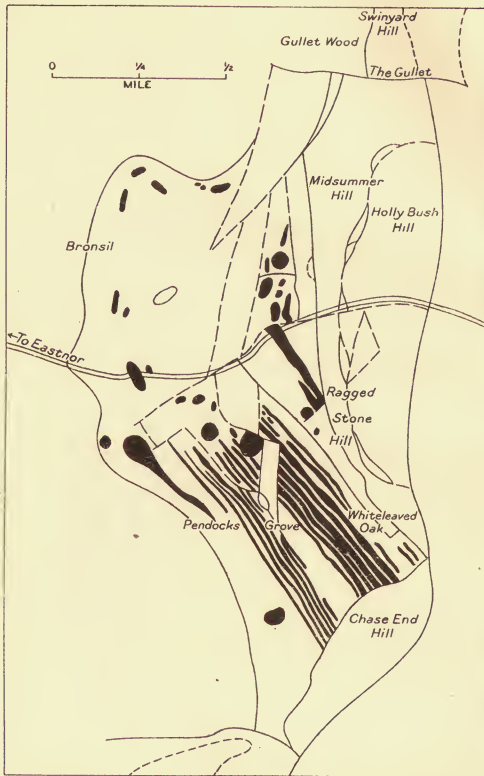 Swinyard
Hill
Gullet Wood
The Gullet
0 1/4 1/2
MILE
Midsummer
Hill
Holly Bush
Hill
Bronsil
←To Eastnor
Ragged
Stone
Hill
Whiteleaved
Oak
Pendocks Grove
Chase End
Hill